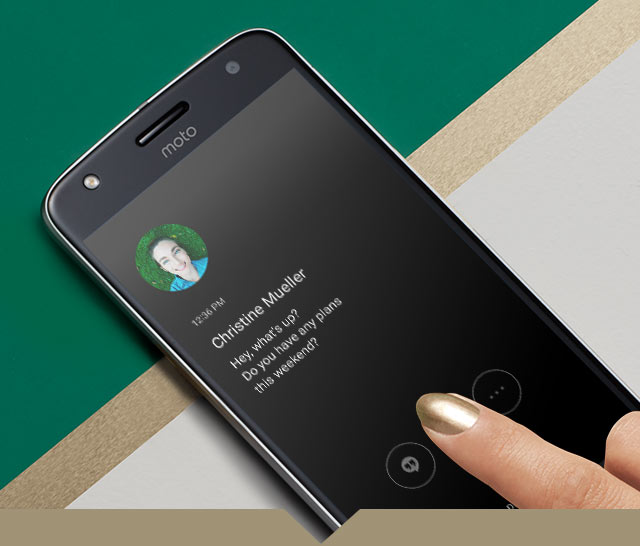 moto
12:36 PM
Christine Mueller
Hey, what's up?
Do you have any plans
this weekend?